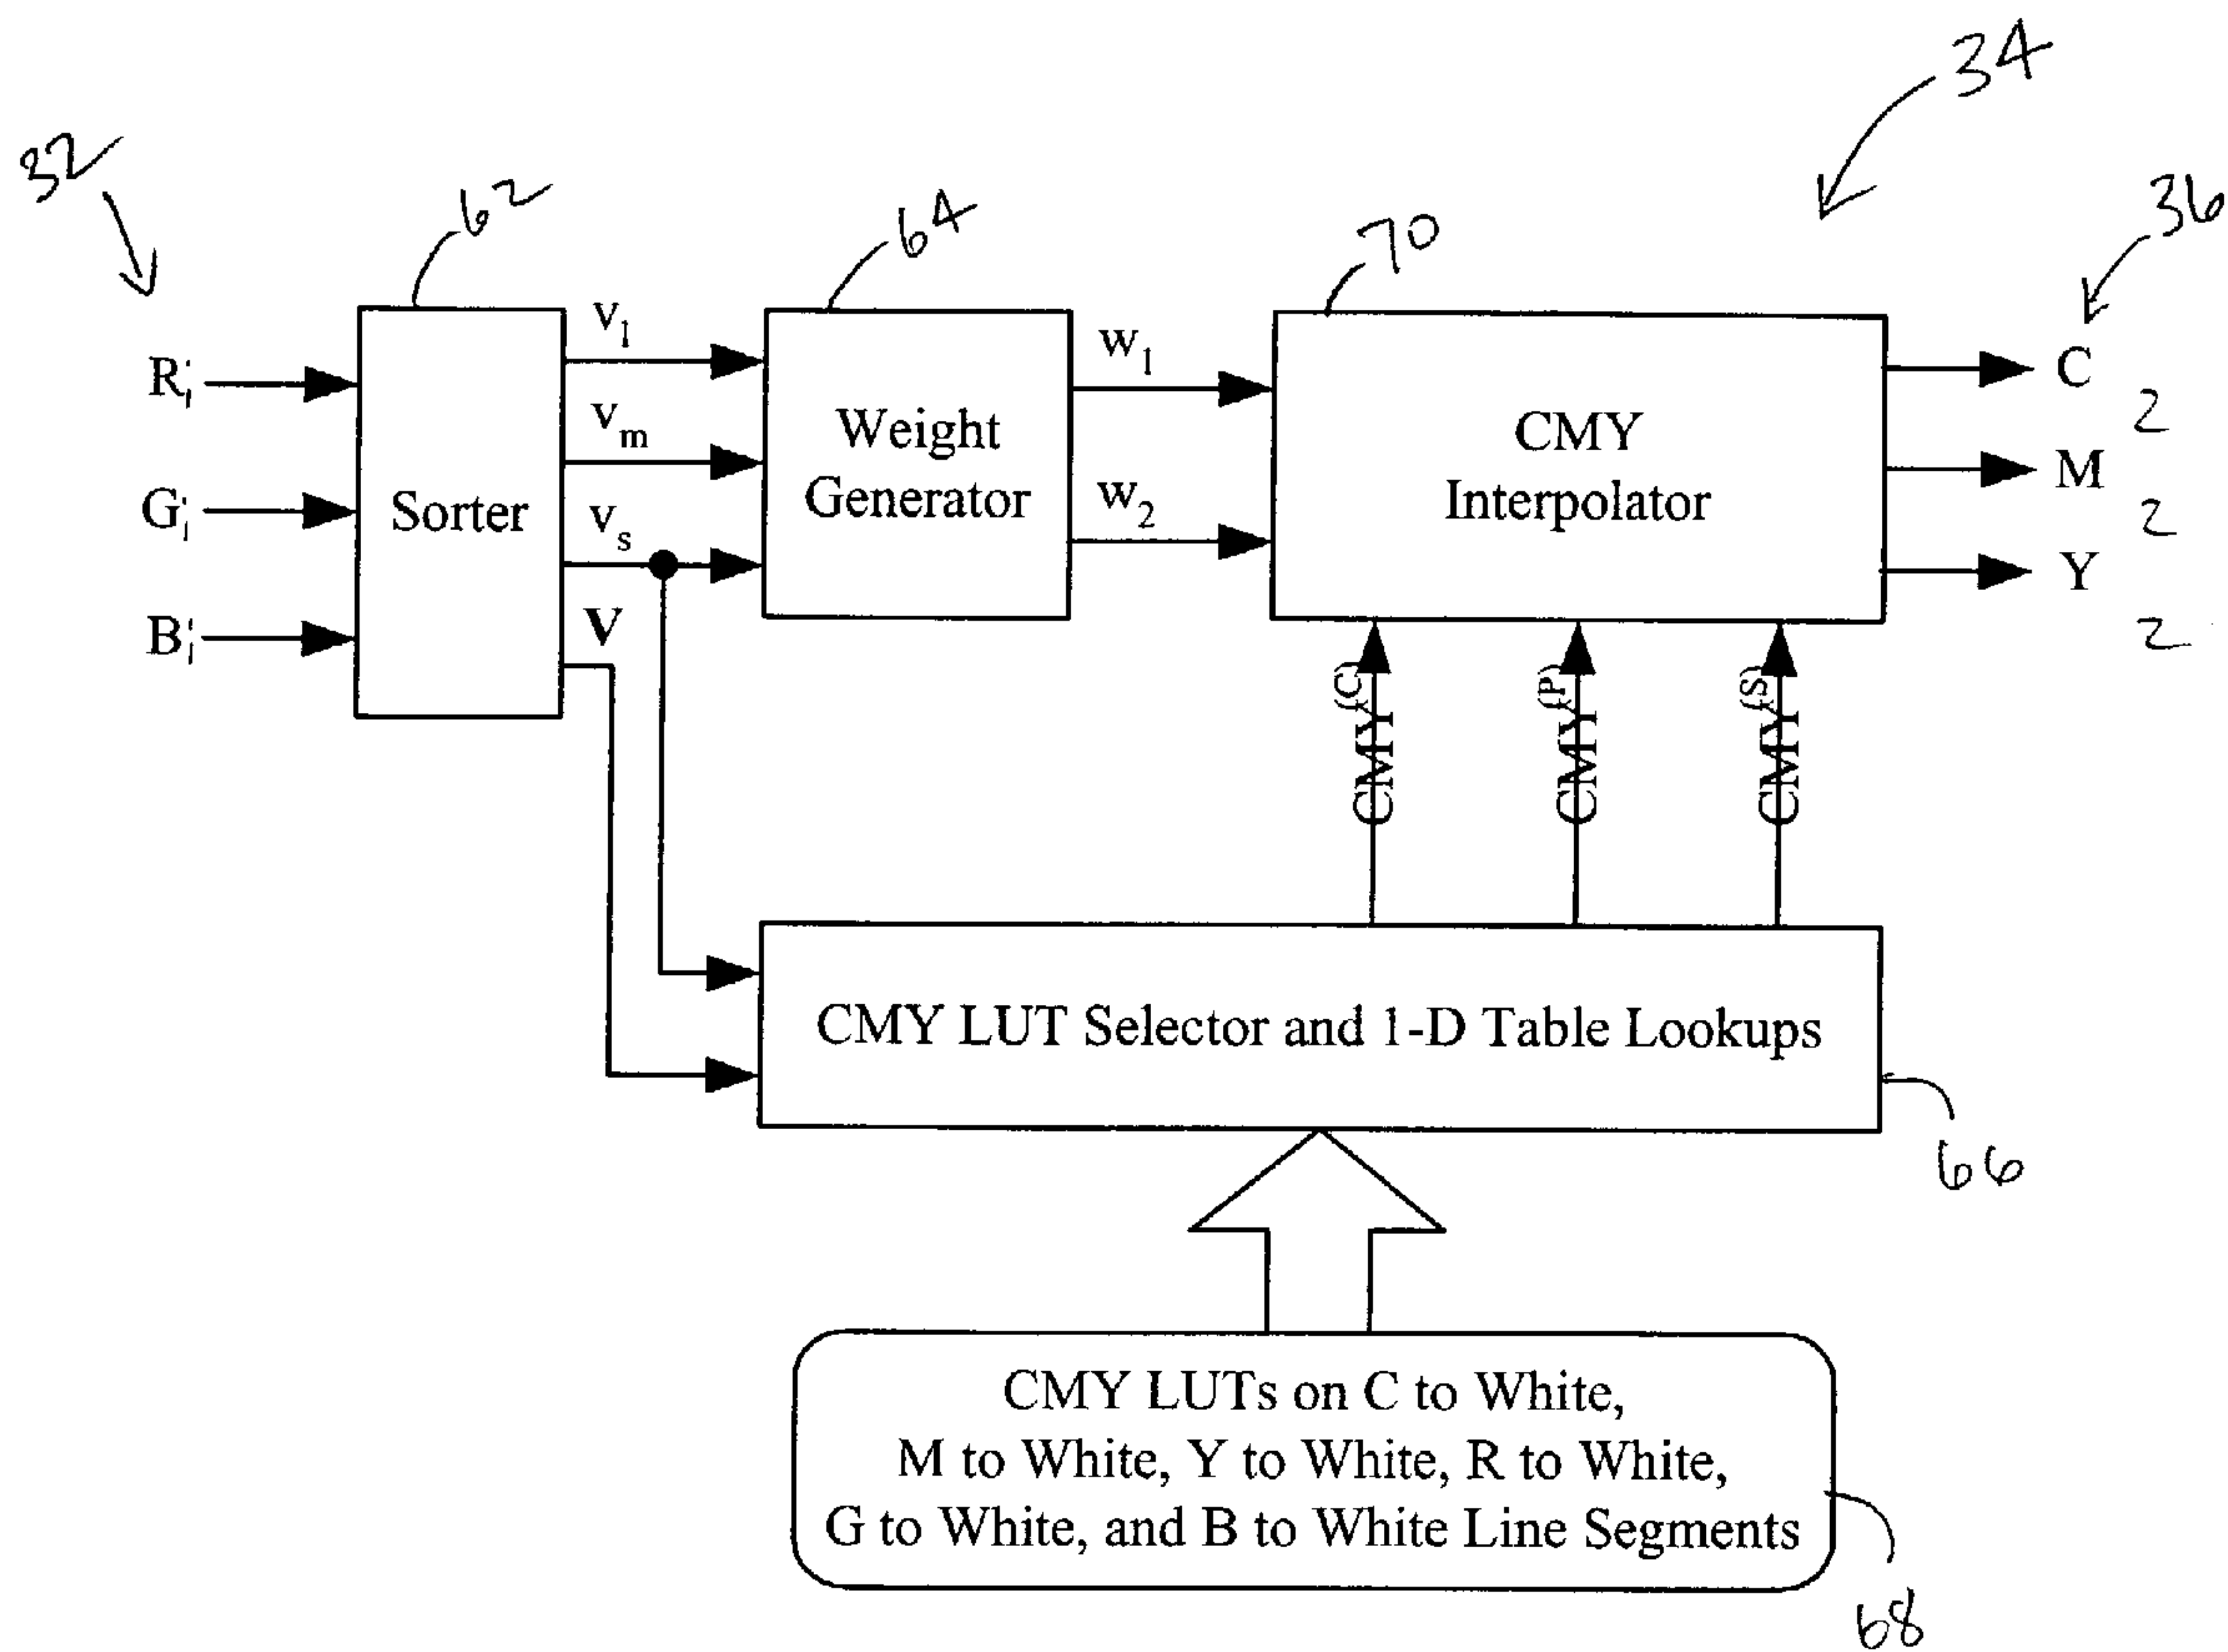 34
32
62
64
70
36
v1
w1
C
2
R'i
vm
Weight
Generator
CMY
Interpolator
M
2
G'i
Sorter
vs
w2
Y
2
B'i
V
CMY(C)
CMY(P)
CMY(S)
CMY LUT Selector and 1-D Table Lookups
66
CMY LUTs on C to White,
M to White, Y to White, R to White,
G to White, and B to White Line Segments
68